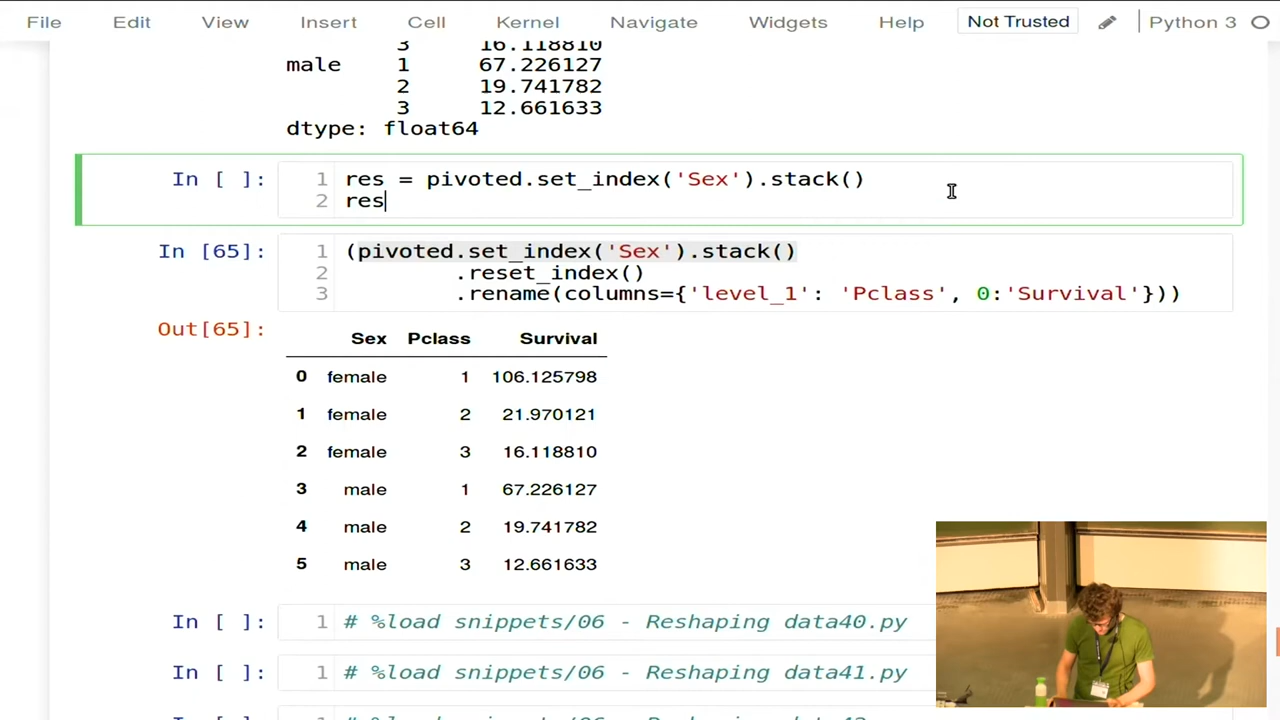 File Edit View Insert Cell Kernel Navigate Widgets Help Not Trusted Python 3
3 16.118810
male 1 67.226127
2 19.741782
3 12.661633
dtype: float64
In [ ]: 1 res = pivoted.set_index('Sex').stack()
2 res
In [65]: 1 (pivoted.set_index('Sex').stack()
2 .reset_index()
3 .rename(columns={'level_1': 'Pclass', 0:'Survival'}))
Out[65]:
Sex Pclass Survival
0 female 1 106.125798
1 female 2 21.970121
2 female 3 16.118810
3 male 1 67.226127
4 male 2 19.741782
5 male 3 12.661633
In [ ]: 1 # %load snippets/06 - Reshaping data40.py
In [ ]: 1 # %load snippets/06 - Reshaping data41.py